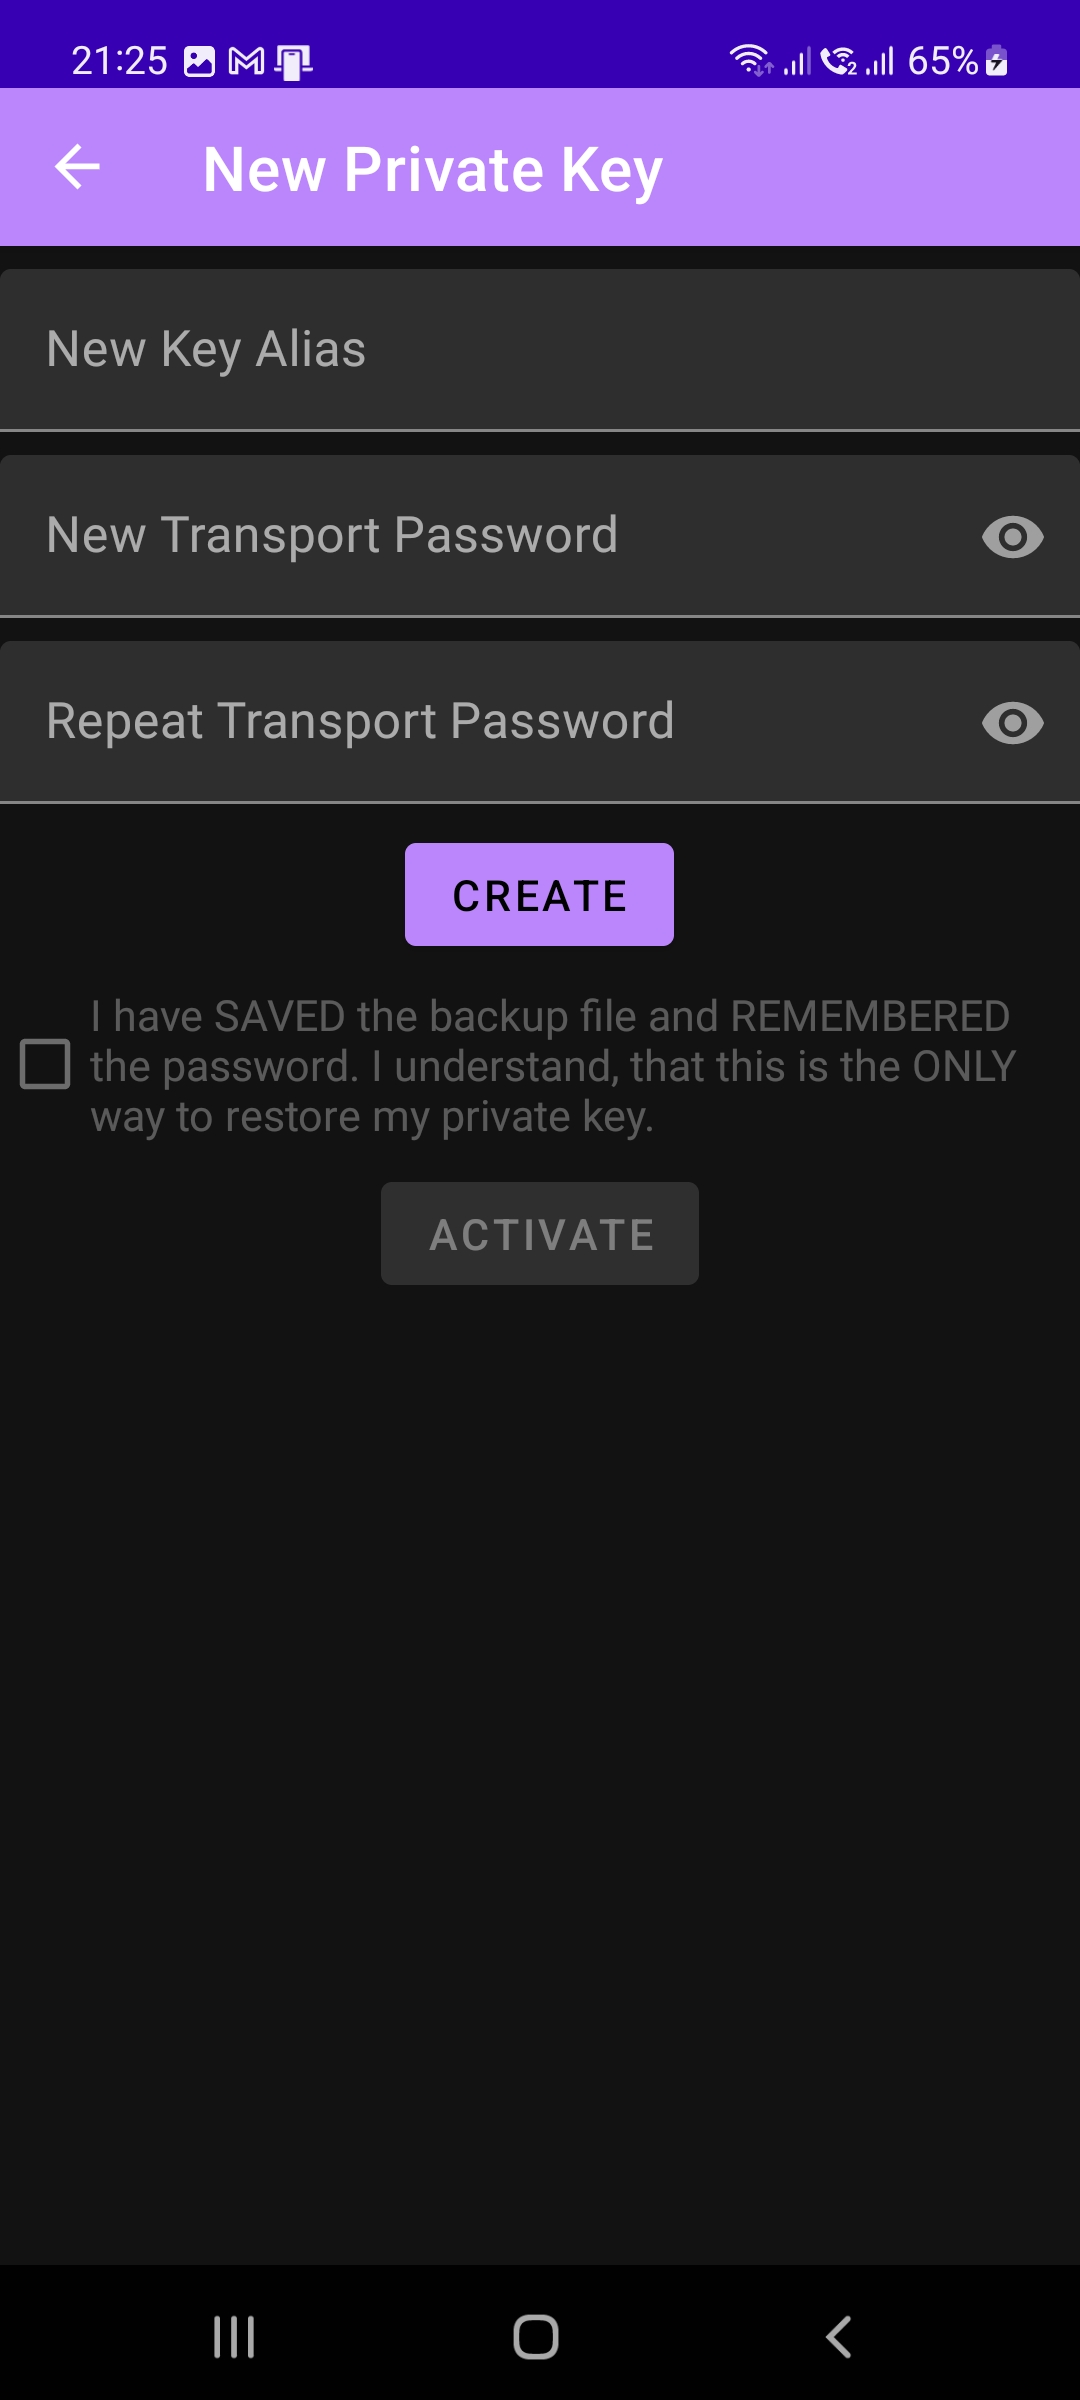 21:25 65%
New Private Key
New Key Alias
New Transport Password
Repeat Transport Password
CREATE
I have SAVED the backup file and REMEMBERED
the password. I understand, that this is the ONLY
way to restore my private key.
ACTIVATE